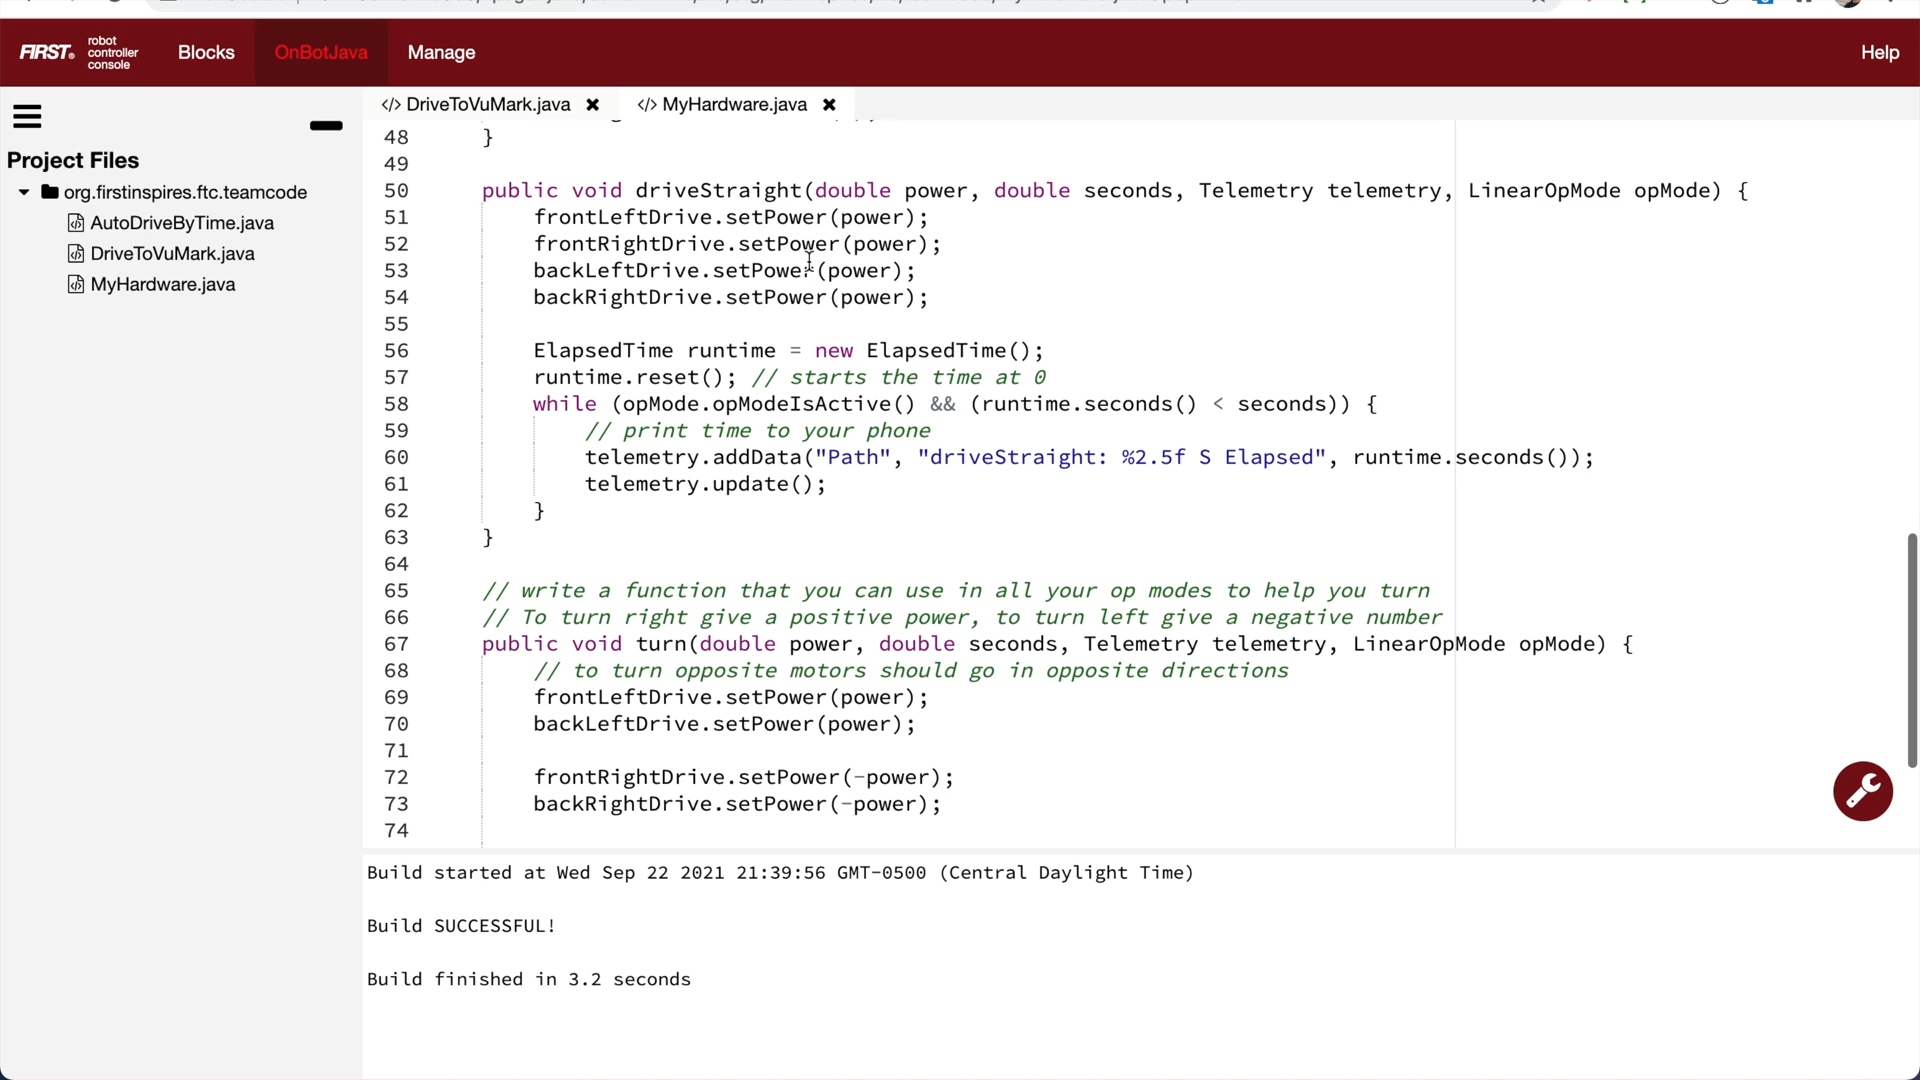 FIRST® robot controller console
Blocks
OnBotJava
Manage
Help
</> DriveToVuMark.java ✖
</> MyHardware.java ✖
Project Files
org.firstinspires.ftc.teamcode
AutoDriveByTime.java
DriveToVuMark.java
MyHardware.java
48 }
49
50 public void driveStraight(double power, double seconds, Telemetry telemetry, LinearOpMode opMode) {
51 frontLeftDrive.setPower(power);
52 frontRightDrive.setPower(power);
53 backLeftDrive.setPower(power);
54 backRightDrive.setPower(power);
55
56 ElapsedTime runtime = new ElapsedTime();
57 runtime.reset(); // starts the time at 0
58 while (opMode.opModeIsActive() && (runtime.seconds() < seconds)) {
59 // print time to your phone
60 telemetry.addData("Path", "driveStraight: %2.5f S Elapsed", runtime.seconds());
61 telemetry.update();
62 }
63 }
64
65 // write a function that you can use in all your op modes to help you turn
66 // To turn right give a positive power, to turn left give a negative number
67 public void turn(double power, double seconds, Telemetry telemetry, LinearOpMode opMode) {
68 // to turn opposite motors should go in opposite directions
69 frontLeftDrive.setPower(power);
70 backLeftDrive.setPower(power);
71
72 frontRightDrive.setPower(-power);
73 backRightDrive.setPower(-power);
74
Build started at Wed Sep 22 2021 21:39:56 GMT-0500 (Central Daylight Time)
Build SUCCESSFUL!
Build finished in 3.2 seconds